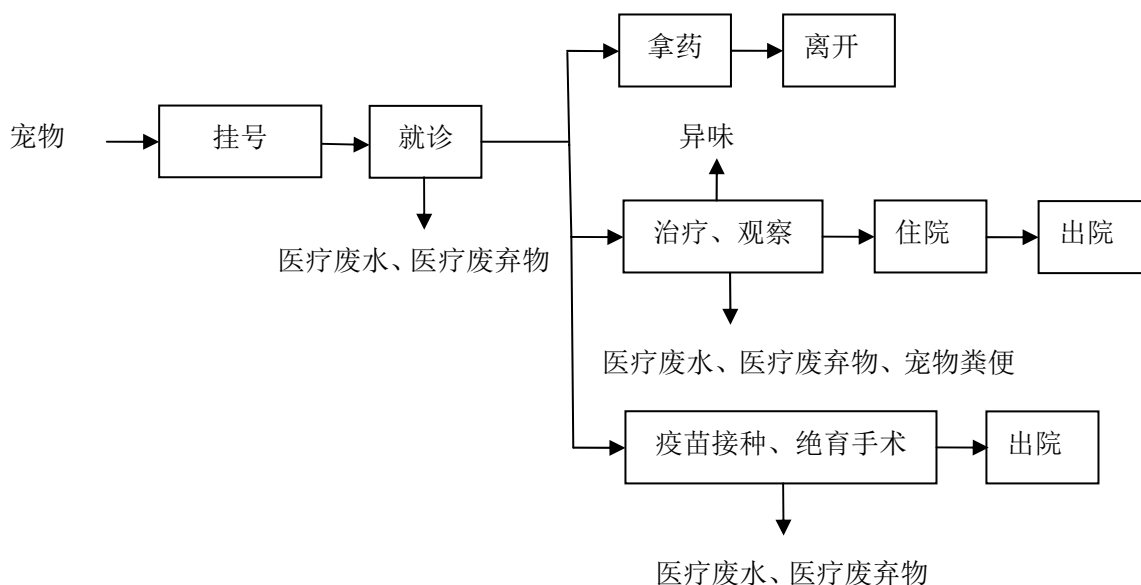 拿药
离开
宠物
挂号
就诊
异味
治疗、观察
住院
出院
医疗废水、医疗废弃物
医疗废水、医疗废弃物、宠物粪便
疫苗接种、绝育手术
出院
医疗废水、医疗废弃物